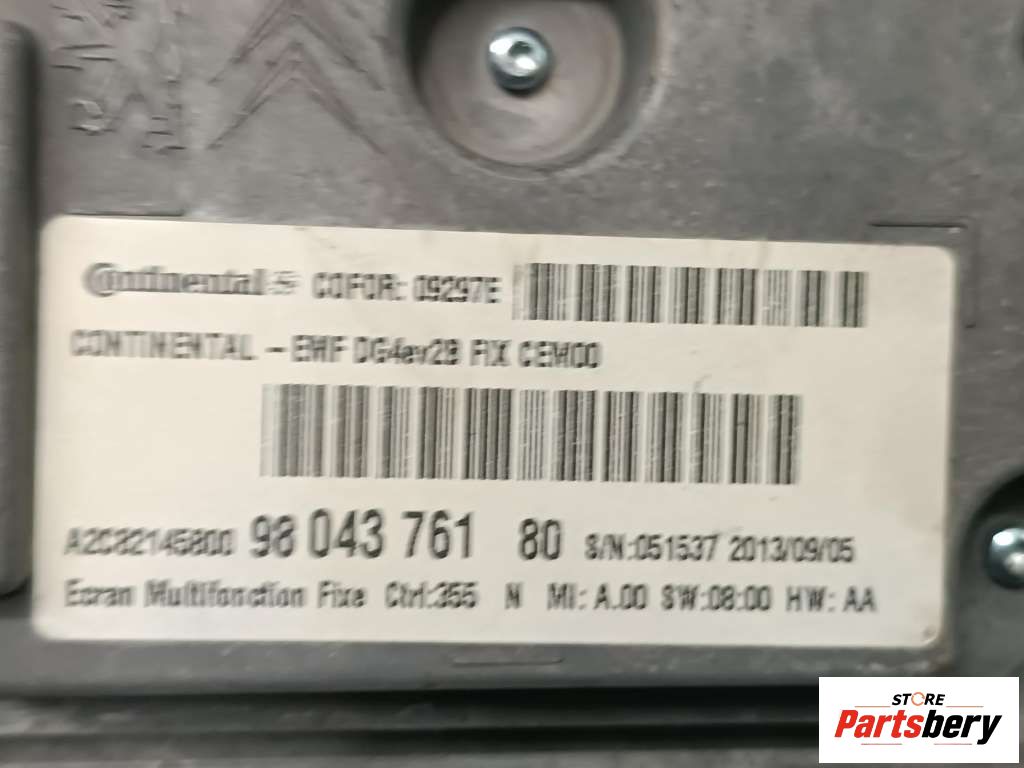 Continental COFOR: 09297E
CONTINENTAL - EMF DG4ev2B FIX CEMOO
A2C82145800 98 043 761 80 S/N:051537 2013/09/05
Ecran Multifonction Fixe Ctrl:355 N MI: A.00 SW:08:00 HW: AA
STORE
Partsbery